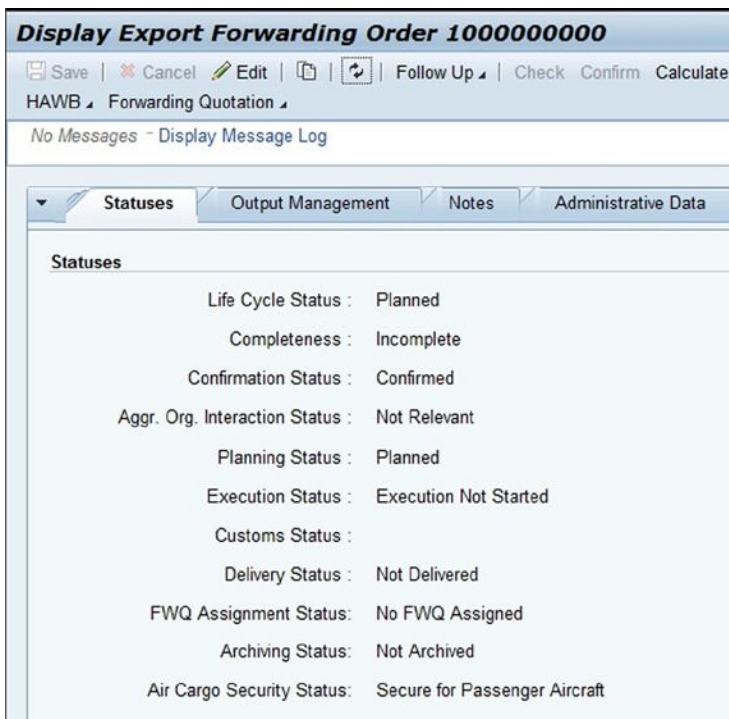 Display Export Forwarding Order 1000000000
Save | Cancel Edit | | | Follow Up | Check Confirm Calculate
HAWB Forwarding Quotation
No Messages - Display Message Log
Statuses Output Management Notes Administrative Data
Statuses
Life Cycle Status : Planned
Completeness : Incomplete
Confirmation Status : Confirmed
Aggr. Org. Interaction Status : Not Relevant
Planning Status : Planned
Execution Status : Execution Not Started
Customs Status :
Delivery Status : Not Delivered
FWQ Assignment Status: No FWQ Assigned
Archiving Status: Not Archived
Air Cargo Security Status: Secure for Passenger Aircraft